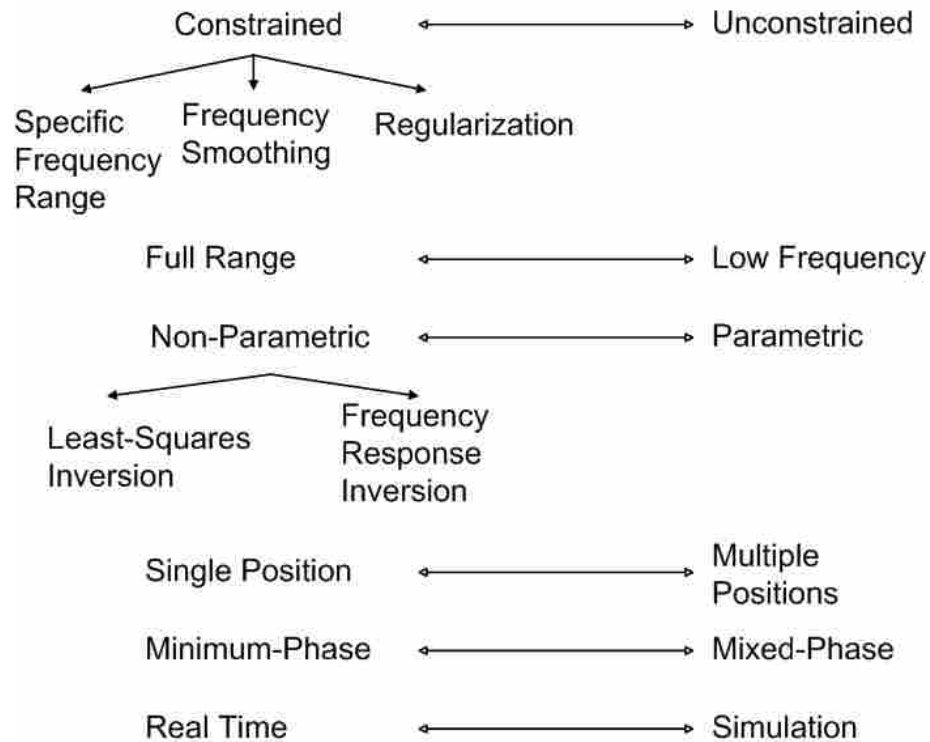 Constrained
Unconstrained
Specific
Frequency
Range
Frequency
Smoothing
Regularization
Full Range
Low Frequency
Non-Parametric
Parametric
Least-Squares
Inversion
Frequency
Response
Inversion
Single Position
Multiple
Positions
Minimum-Phase
Mixed-Phase
Real Time
Simulation